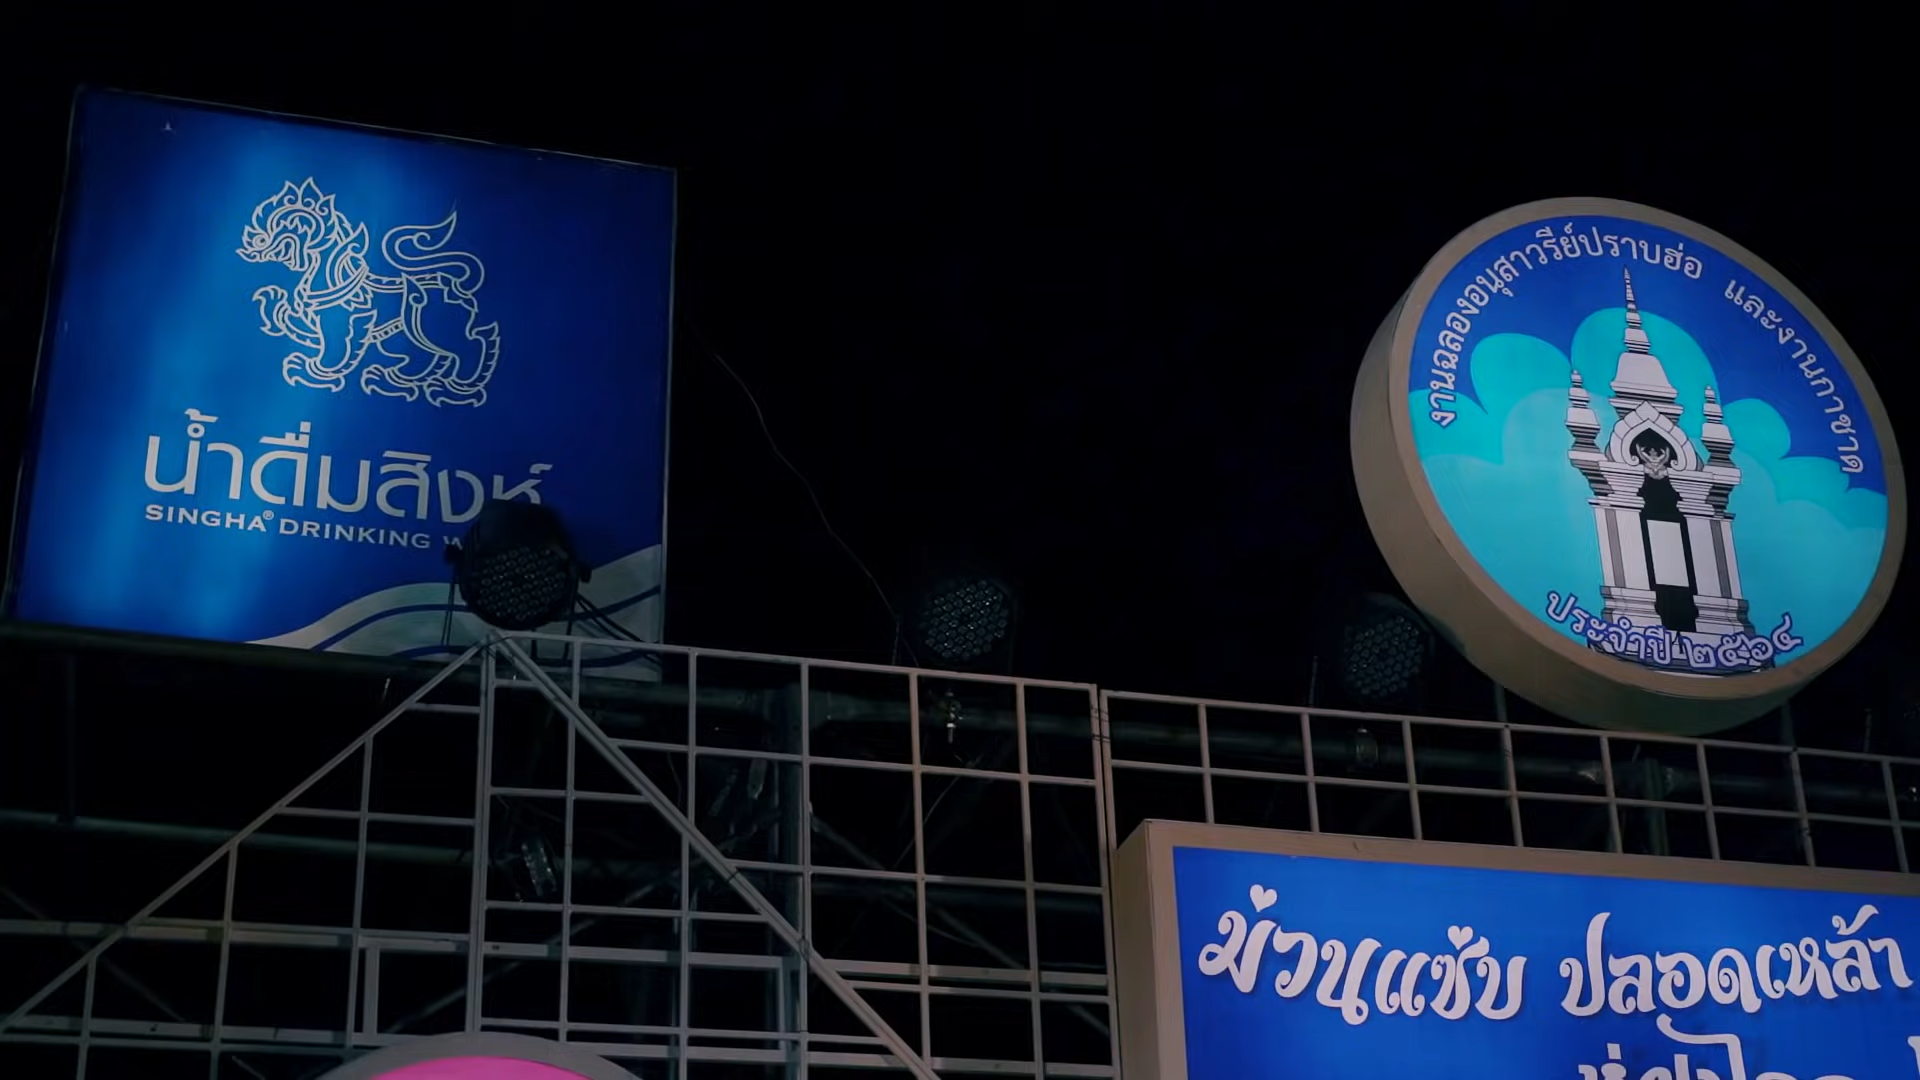 น้ำดื่มสิงห์
SINGHA® DRINKING
งานฉลองอนุสาวรีย์ปราบฮ่อ และงานกาชาด
ประจำปี ๒๕๖๔
ม่วนแซ่บ ปลอดเหล้า